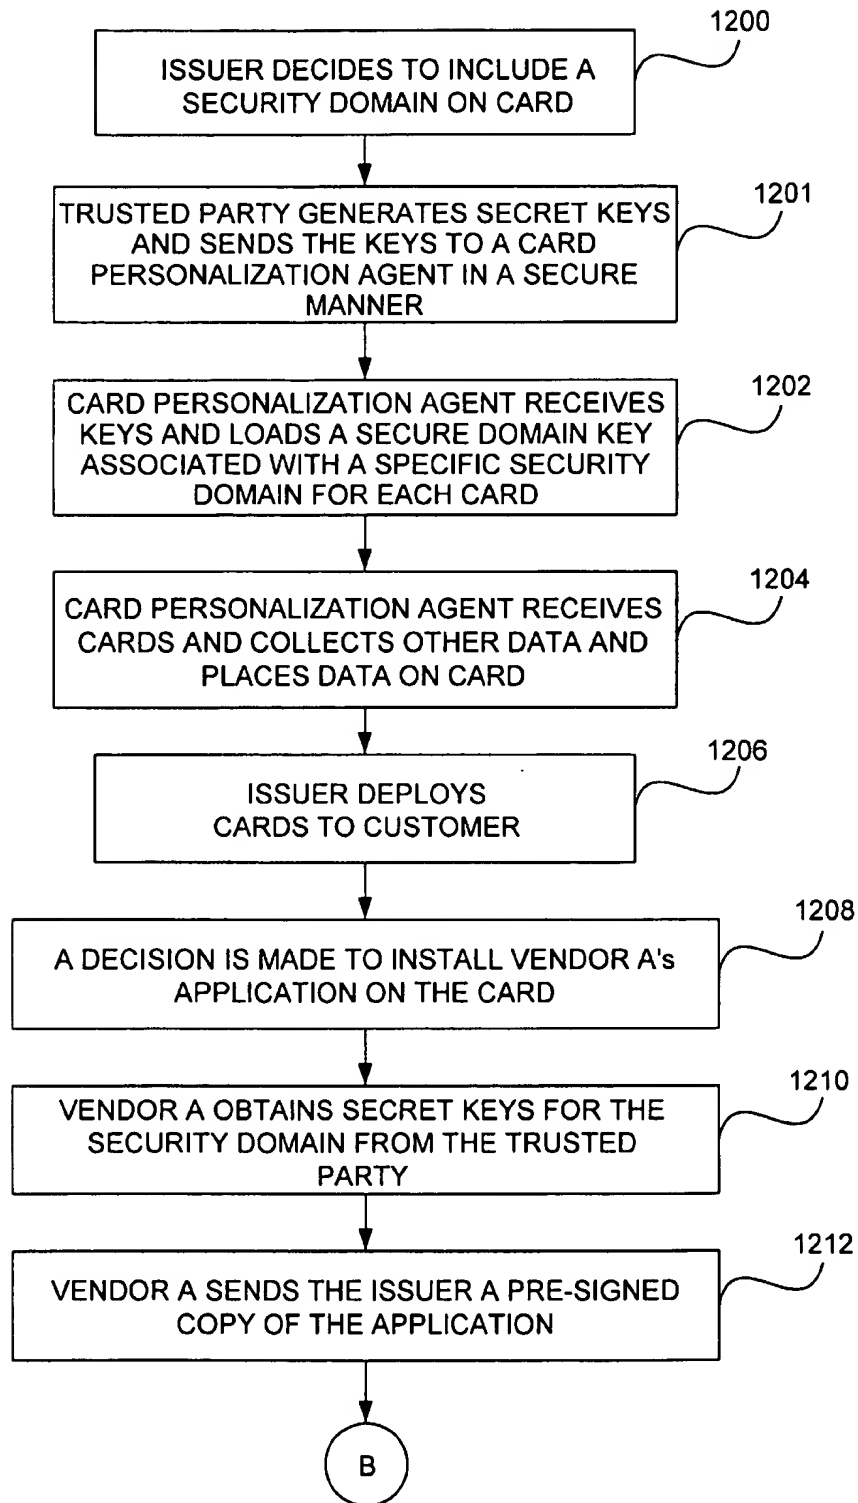 1200
ISSUER DECIDES TO INCLUDE A
SECURITY DOMAIN ON CARD
1201
TRUSTED PARTY GENERATES SECRET KEYS
AND SENDS THE KEYS TO A CARD
PERSONALIZATION AGENT IN A SECURE
MANNER
1202
CARD PERSONALIZATION AGENT RECEIVES
KEYS AND LOADS A SECURE DOMAIN KEY
ASSOCIATED WITH A SPECIFIC SECURITY
DOMAIN FOR EACH CARD
1204
CARD PERSONALIZATION AGENT RECEIVES
CARDS AND COLLECTS OTHER DATA AND
PLACES DATA ON CARD
1206
ISSUER DEPLOYS
CARDS TO CUSTOMER
1208
A DECISION IS MADE TO INSTALL VENDOR A's
APPLICATION ON THE CARD
1210
VENDOR A OBTAINS SECRET KEYS FOR THE
SECURITY DOMAIN FROM THE TRUSTED
PARTY
1212
VENDOR A SENDS THE ISSUER A PRE-SIGNED
COPY OF THE APPLICATION
B